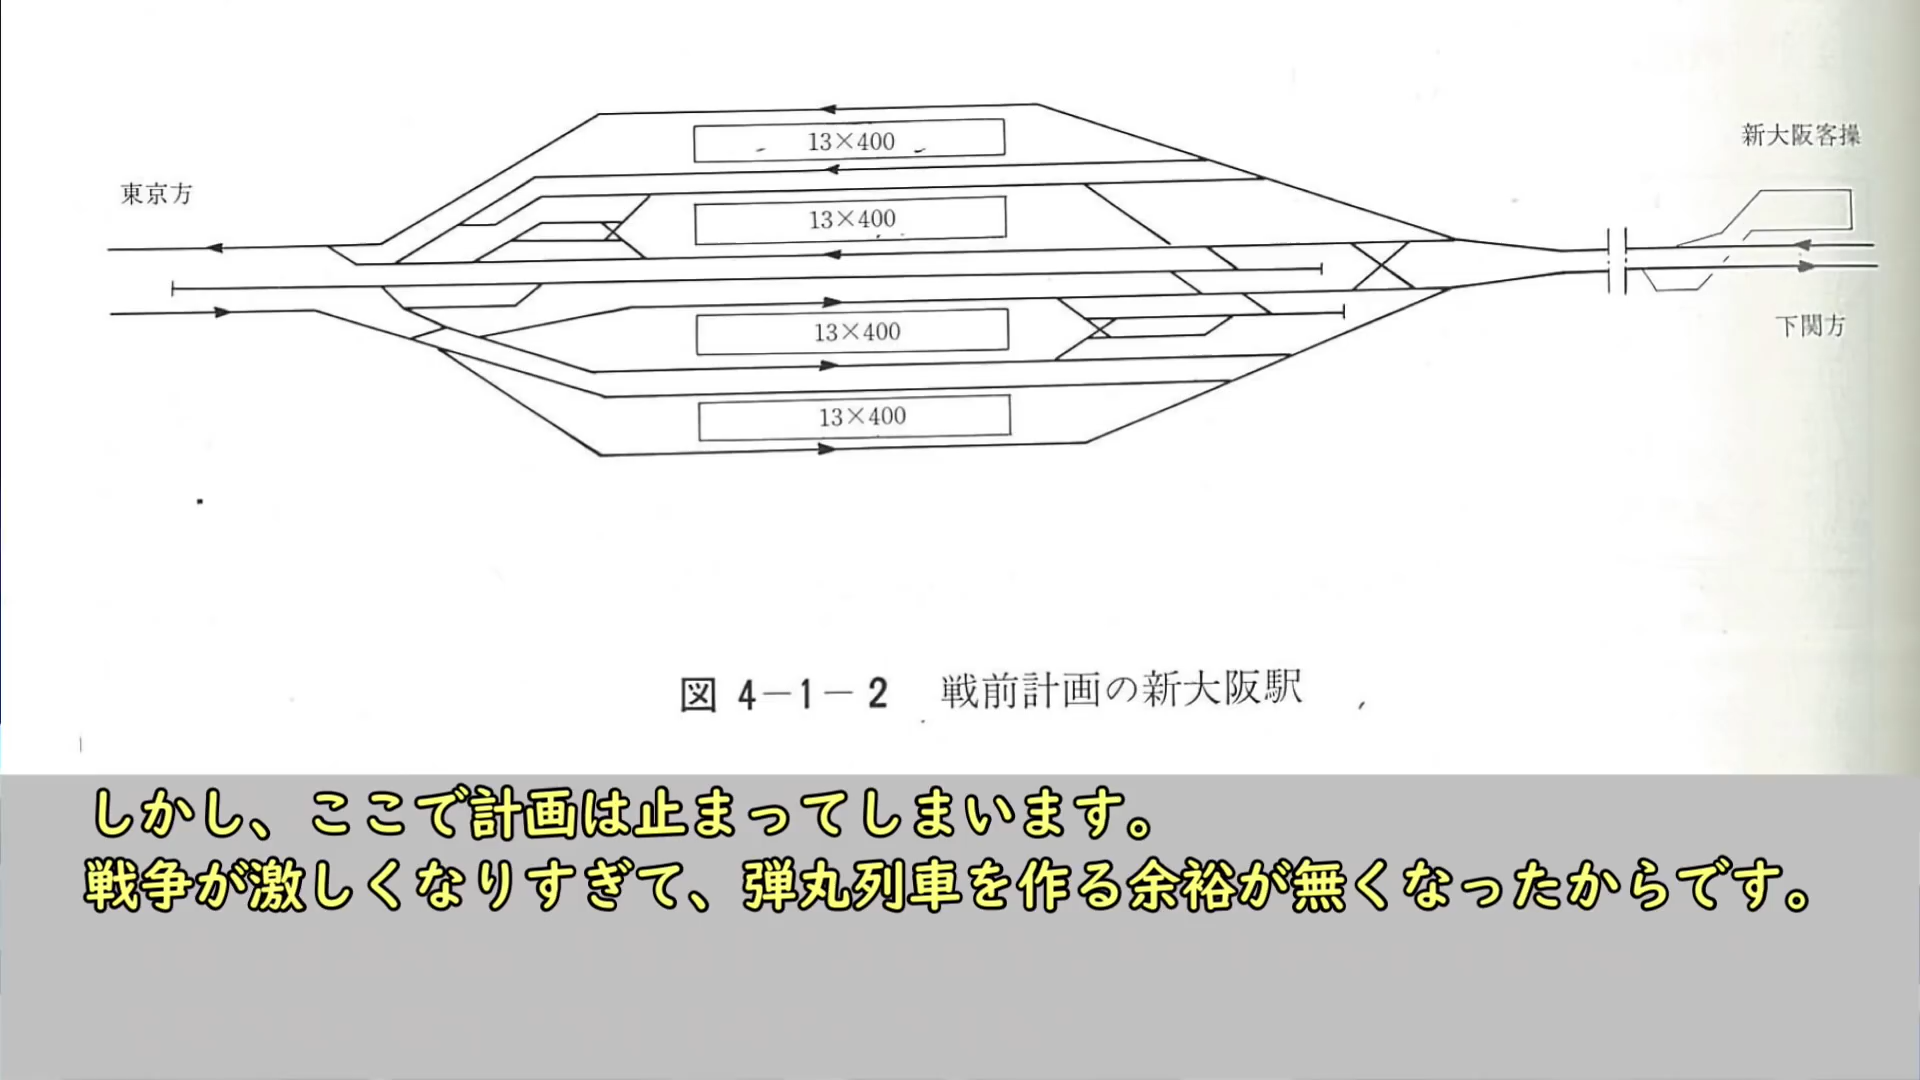 新大阪客操
東京方
13×400
13×400
13×400
13×400
下関方
図 4－1－2 戦前計画の新大阪駅
しかし、ここで計画は止まってしまいます。
戦争が激しくなりすぎて、弾丸列車を作る余裕が無くなったからです。